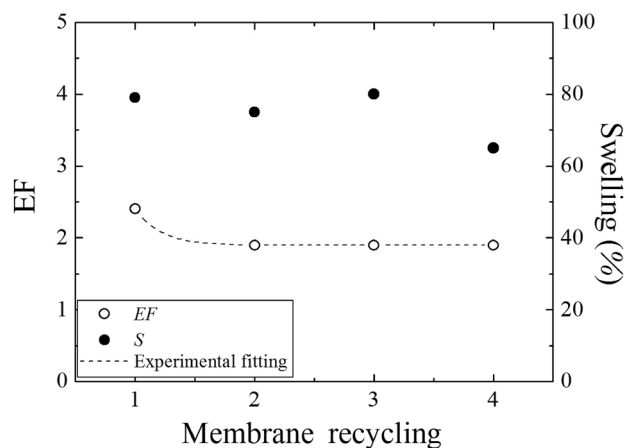 5
4
3
2
1
0
EF
100
80
60
40
20
0
Swelling (%)
EF
S
Experimental fitting
1 2 3 4
Membrane recycling